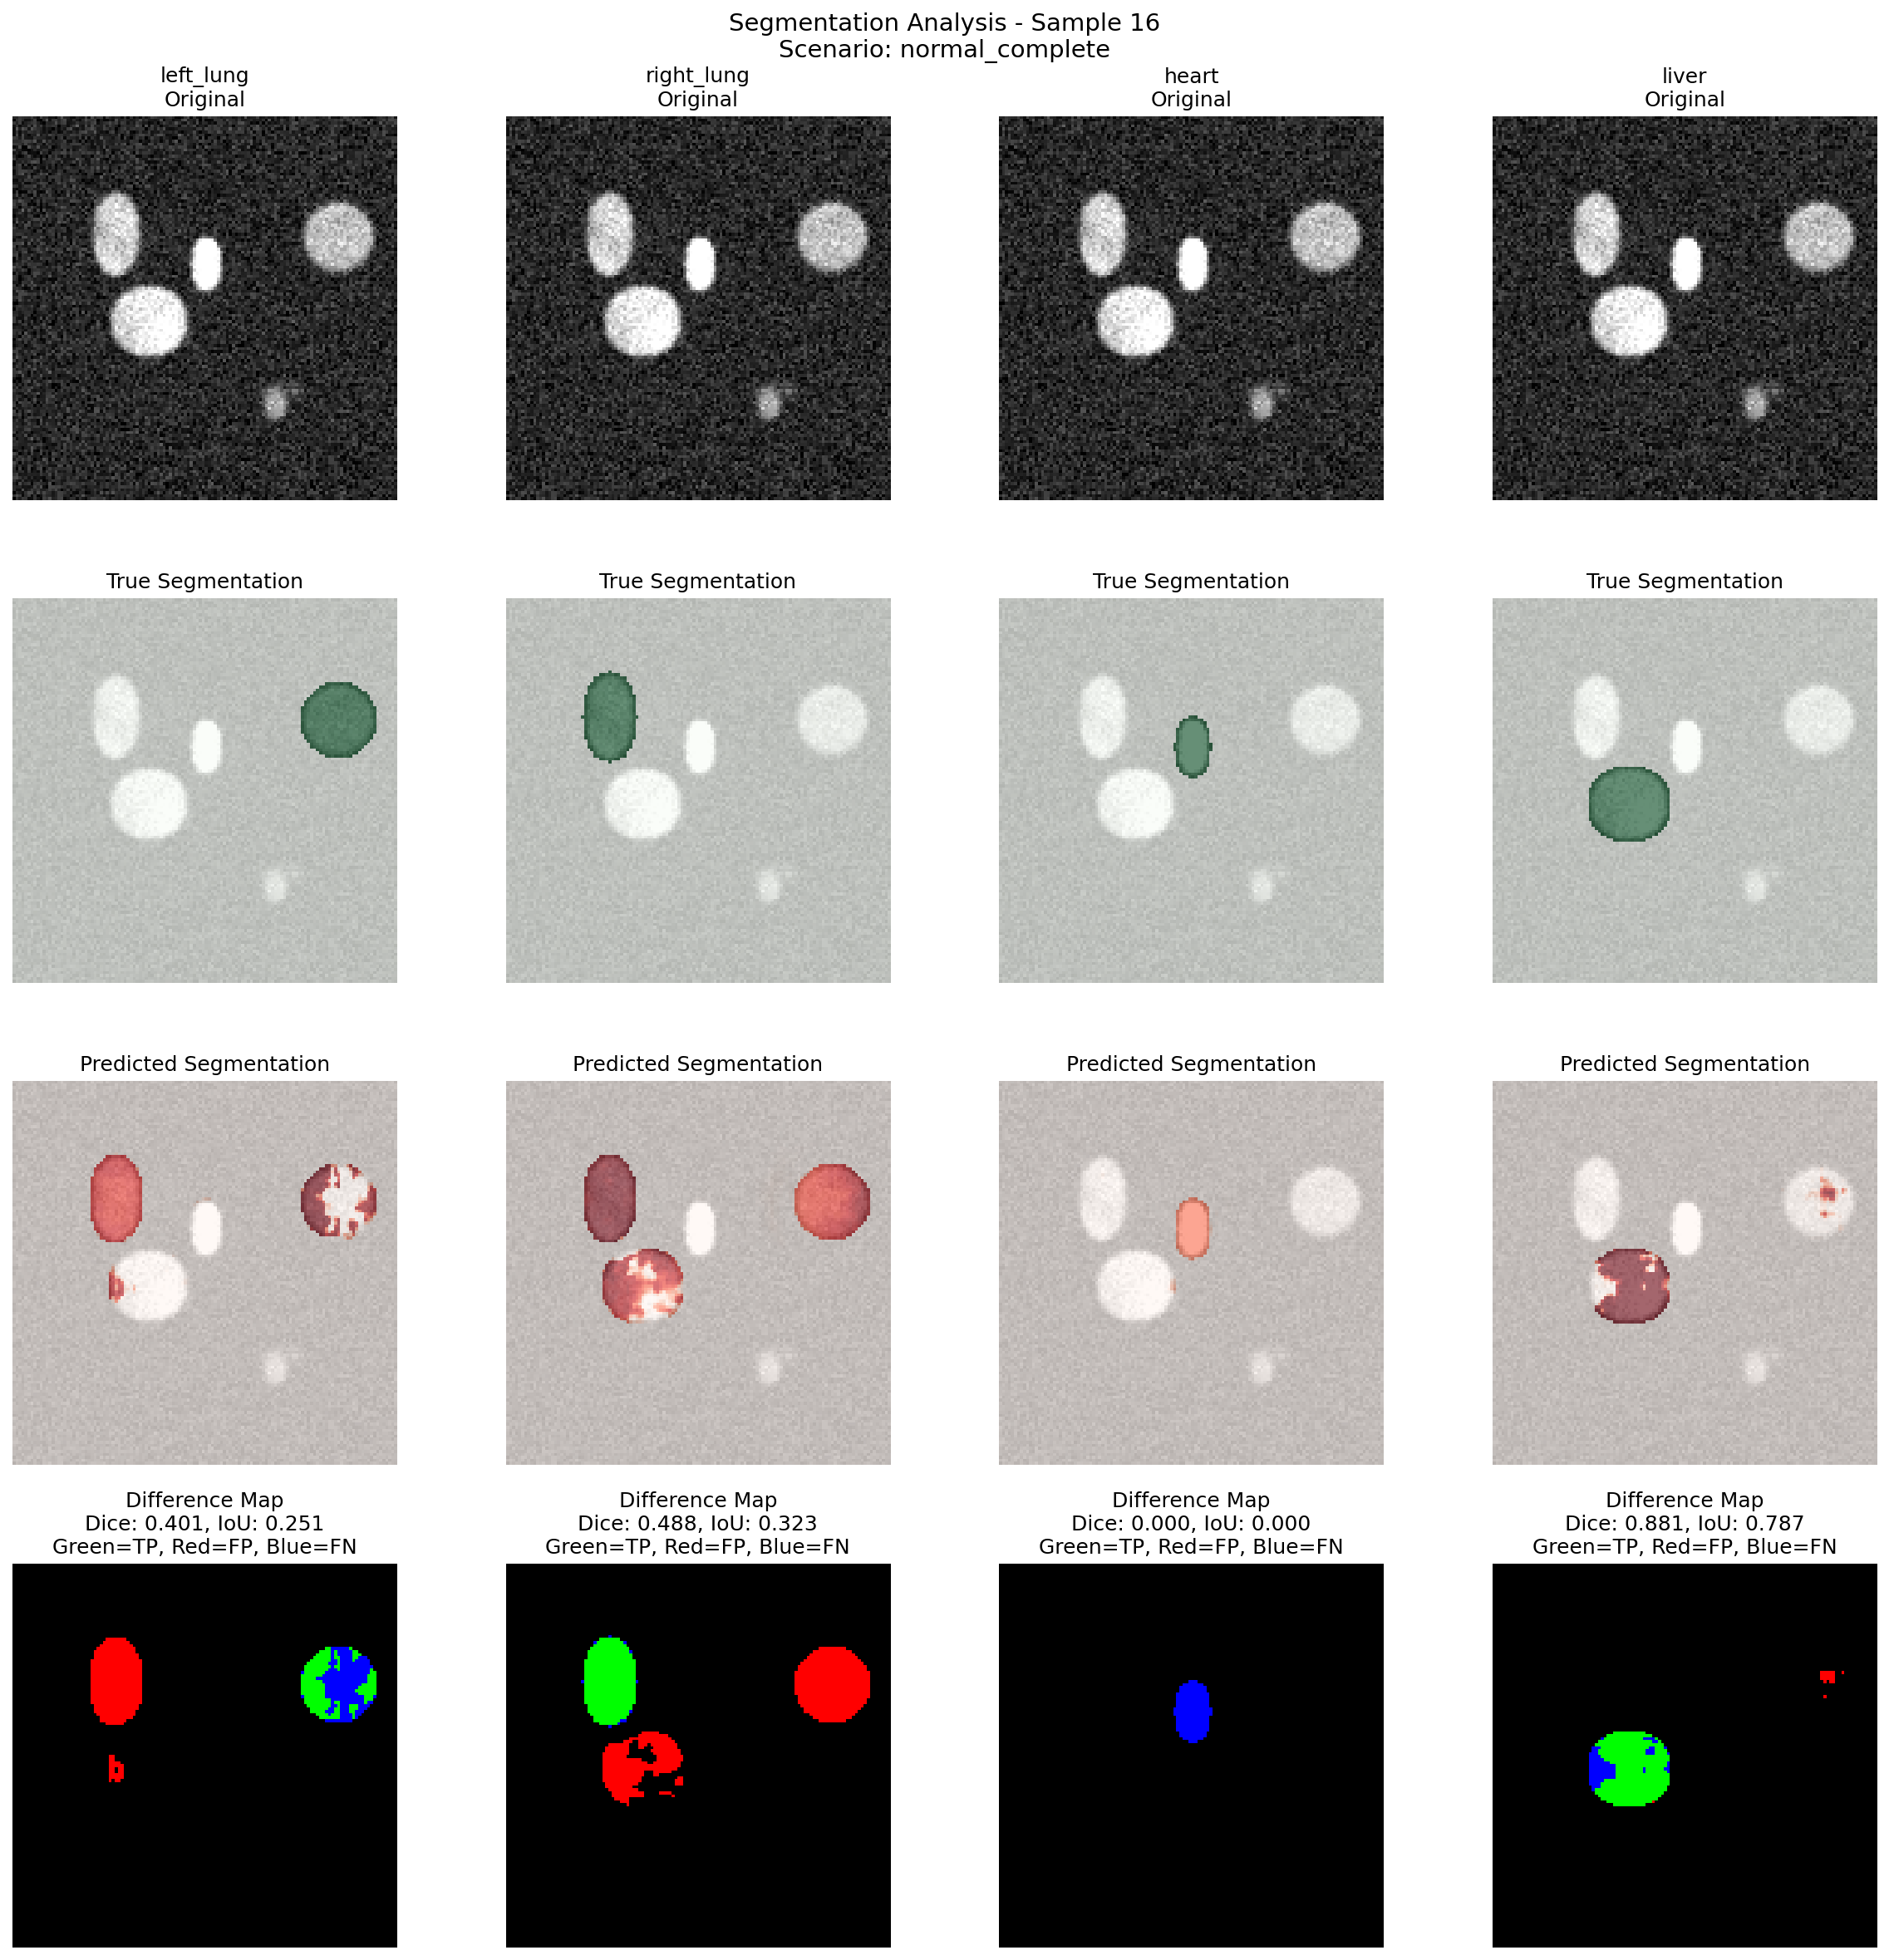 Segmentation Analysis - Sample 16
Scenario: normal_complete
left_lung
Original
right_lung
Original
heart
Original
liver
Original
True Segmentation
True Segmentation
True Segmentation
True Segmentation
Predicted Segmentation
Predicted Segmentation
Predicted Segmentation
Predicted Segmentation
Difference Map
Dice: 0.401, IoU: 0.251
Green=TP, Red=FP, Blue=FN
Difference Map
Dice: 0.488, IoU: 0.323
Green=TP, Red=FP, Blue=FN
Difference Map
Dice: 0.000, IoU: 0.000
Green=TP, Red=FP, Blue=FN
Difference Map
Dice: 0.881, IoU: 0.787
Green=TP, Red=FP, Blue=FN